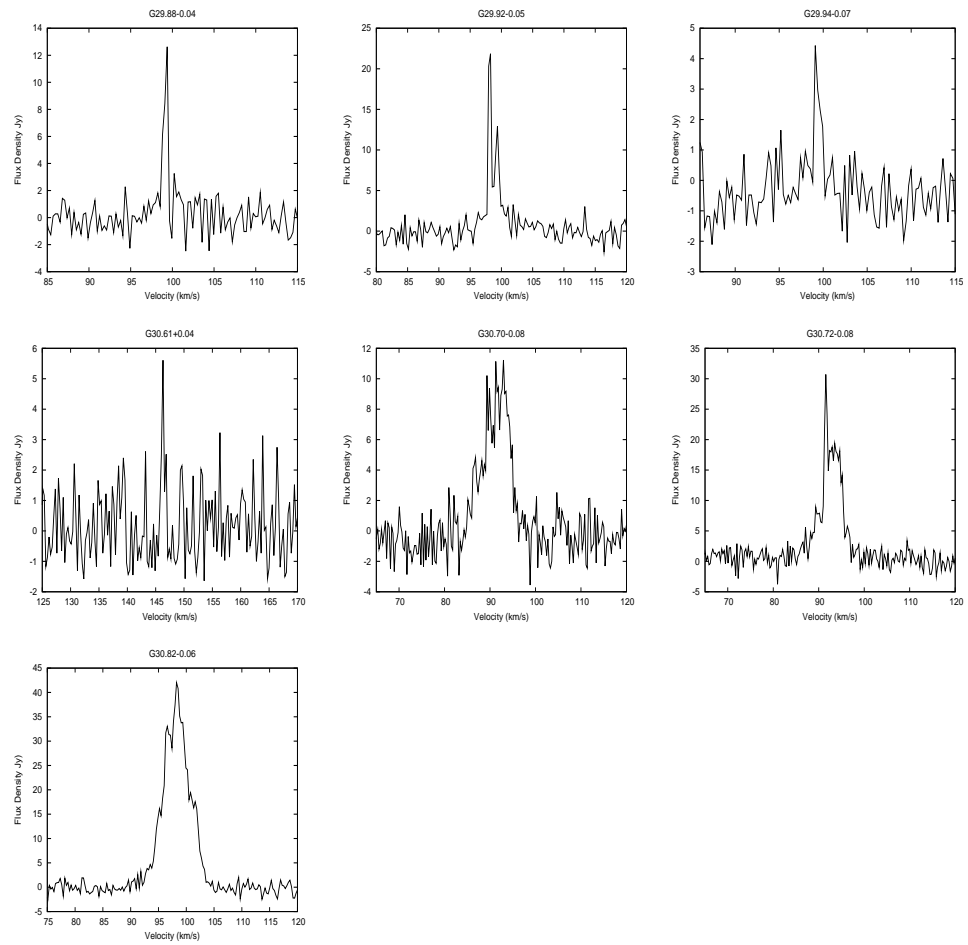 G29.88-0.04
Flux Density Jy)
14
12
10
8
6
4
2
0
-2
-4
85 90 95 100 105 110 115
Velocity (km/s)
G29.92-0.05
Flux Density Jy)
25
20
15
10
5
0
-5
80 85 90 95 100 105 110 115 120
Velocity (km/s)
G29.94-0.07
Flux Density Jy)
5
4
3
2
1
0
-1
-2
-3
90 95 100 105 110 115
Velocity (km/s)
G30.61+0.04
Flux Density Jy)
6
5
4
3
2
1
0
-1
-2
125 130 135 140 145 150 155 160 165 170
Velocity (km/s)
G30.70-0.08
Flux Density Jy)
12
10
8
6
4
2
0
-2
-4
70 80 90 100 110 120
Velocity (km/s)
G30.72-0.08
Flux Density Jy)
35
30
25
20
15
10
5
0
-5
70 80 90 100 110 120
Velocity (km/s)
G30.82-0.06
Flux Density Jy)
45
40
35
30
25
20
15
10
5
0
-5
75 80 85 90 95 100 105 110 115 120
Velocity (km/s)